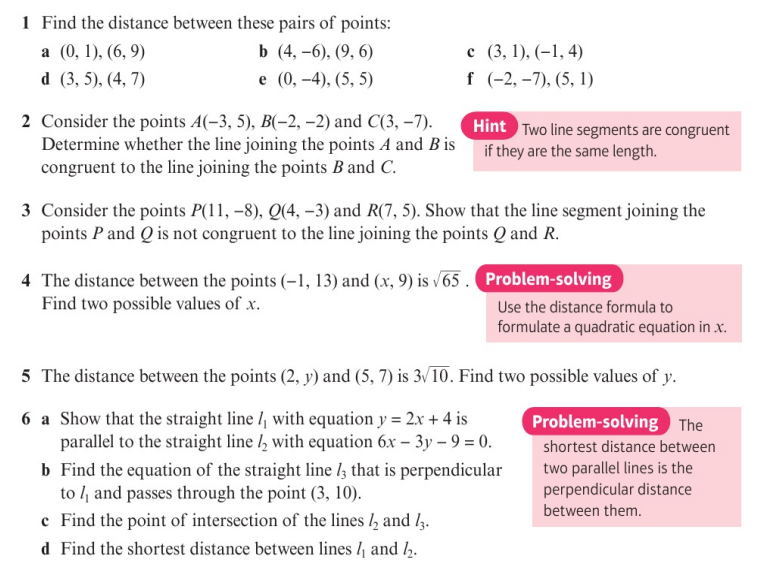 1 Find the distance between these pairs of points:
a (0, 1), (6, 9) b (4, −6), (9, 6) c (3, 1), (−1, 4)
d (3, 5), (4, 7) e (0, −4), (5, 5) f (−2, −7), (5, 1)
2 Consider the points A(−3, 5), B(−2, −2) and C(3, −7).
Determine whether the line joining the points A and B is
congruent to the line joining the points B and C.
Hint Two line segments are congruent
if they are the same length.
3 Consider the points P(11, −8), Q(4, −3) and R(7, 5). Show that the line segment joining the
points P and Q is not congruent to the line joining the points Q and R.
4 The distance between the points (−1, 13) and (x, 9) is √65 .
Find two possible values of x.
Problem-solving
Use the distance formula to
formulate a quadratic equation in x.
5 The distance between the points (2, y) and (5, 7) is 3√10. Find two possible values of y.
6 a Show that the straight line l₁ with equation y = 2x + 4 is
parallel to the straight line l₂ with equation 6x − 3y − 9 = 0.
b Find the equation of the straight line l₃ that is perpendicular
to l₁ and passes through the point (3, 10).
c Find the point of intersection of the lines l₂ and l₃.
d Find the shortest distance between lines l₁ and l₂.
Problem-solving The
shortest distance between
two parallel lines is the
perpendicular distance
between them.